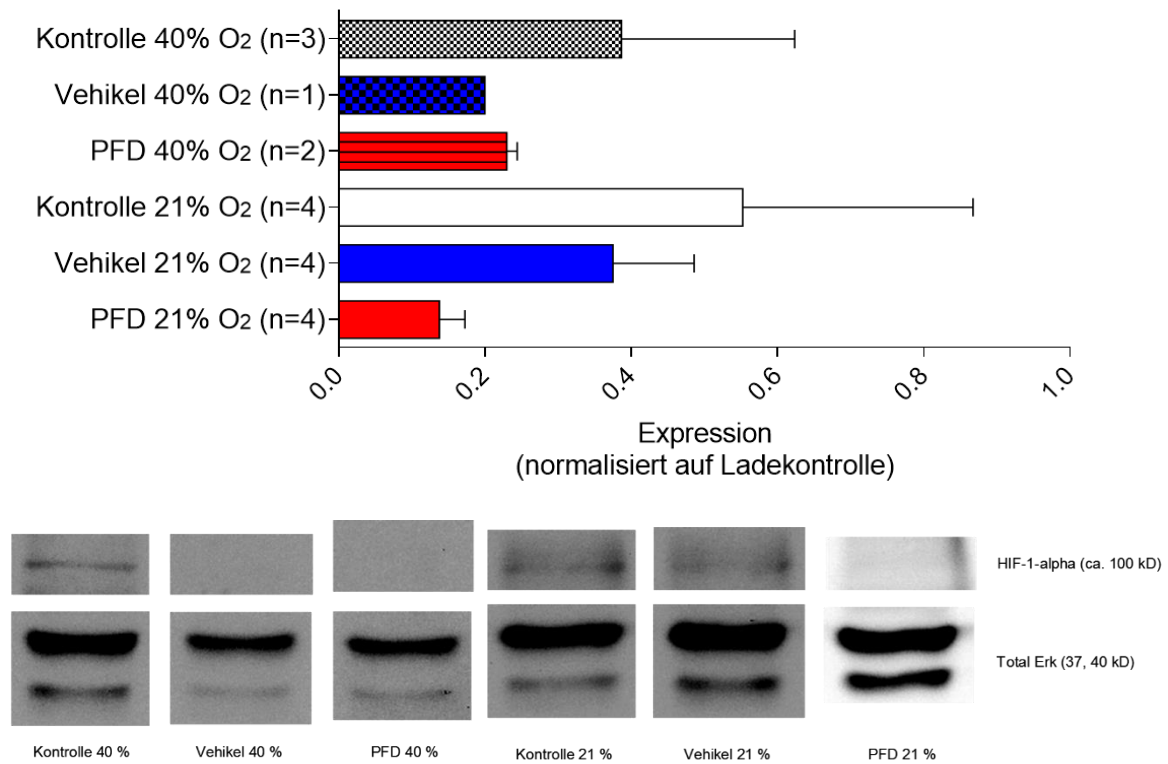 Kontrolle 40% O2 (n=3)
Vehikel 40% O2 (n=1)
PFD 40% O2 (n=2)
Kontrolle 21% O2 (n=4)
Vehikel 21% O2 (n=4)
PFD 21% O2 (n=4)
0.0 0.2 0.4 0.6 0.8 1.0
Expression
(normalisiert auf Ladekontrolle)
HIF-1-alpha (ca. 100 kD)
Total Erk (37, 40 kD)
Kontrolle 40 % Vehikel 40 % PFD 40 % Kontrolle 21 % Vehikel 21 % PFD 21 %